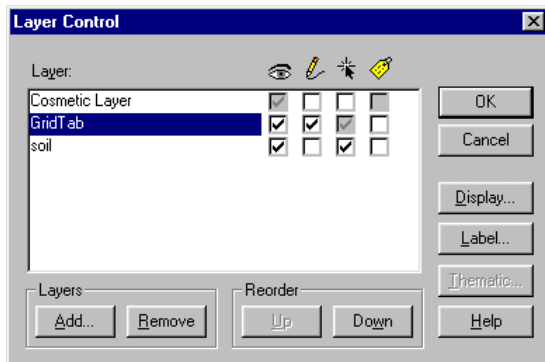 Layer Control
Layer:
Cosmetic Layer
GridTab
soil
OK
Cancel
Display...
Label...
Thematic...
Help
Layers
Add...
Remove
Reorder
Up
Down